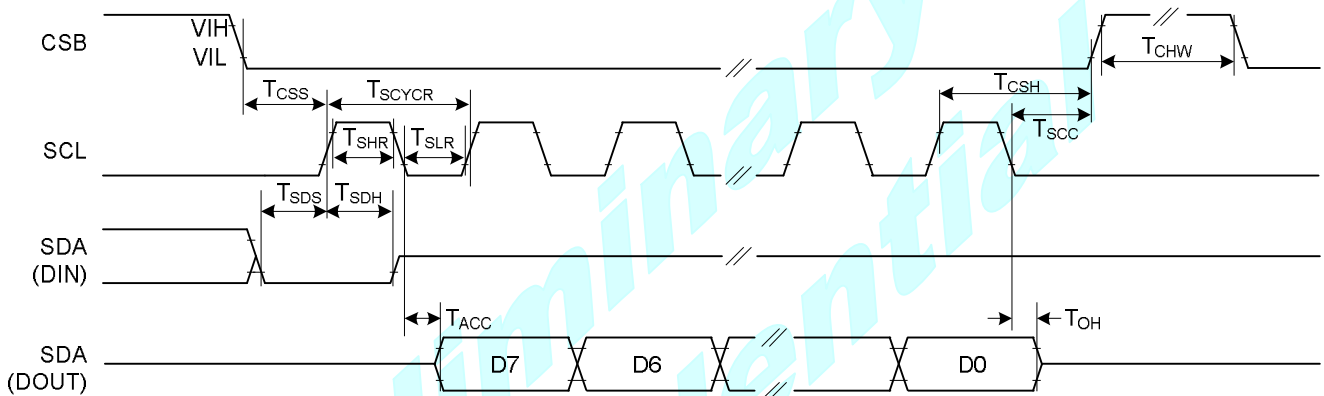 CSB
VIH
VIL
TCHW
TCSS
TSCYCR
TCSH
SCL
TSHR
TSLR
TSCC
TSDS
TSDH
SDA
(DIN)
TACC
TOH
SDA
(DOUT)
D7
D6
D0